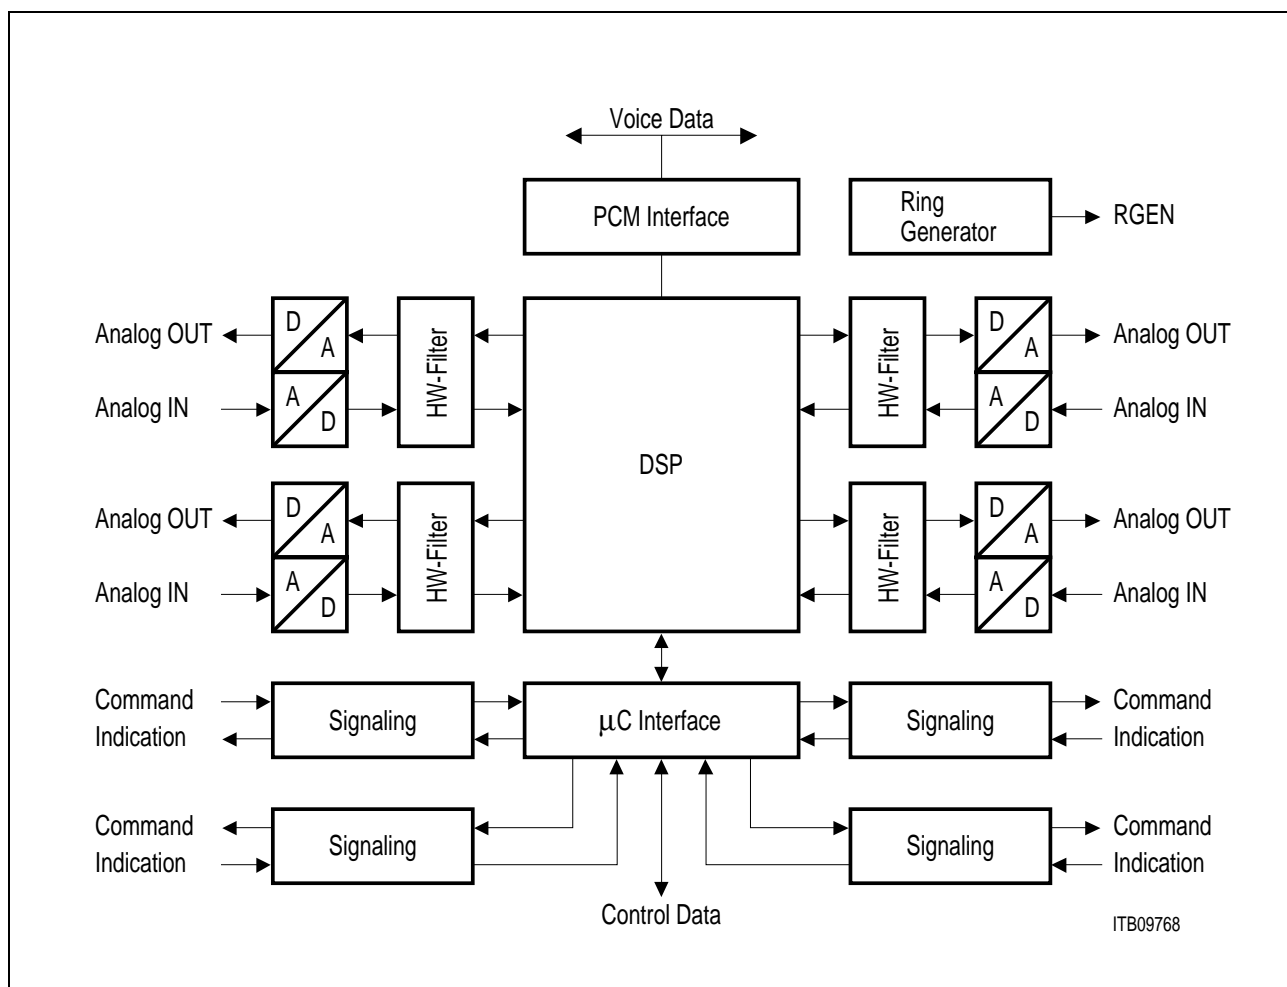 Voice Data
PCM Interface
Ring
Generator
RGEN
Analog OUT
D
A
HW-Filter
HW-Filter
D
A
Analog OUT
Analog IN
A
D
A
D
Analog IN
DSP
Analog OUT
D
A
HW-Filter
HW-Filter
D
A
Analog OUT
Analog IN
A
D
A
D
Analog IN
Command
Indication
Signaling
μC Interface
Signaling
Command
Indication
Command
Indication
Signaling
Signaling
Command
Indication
Control Data
ITB09768